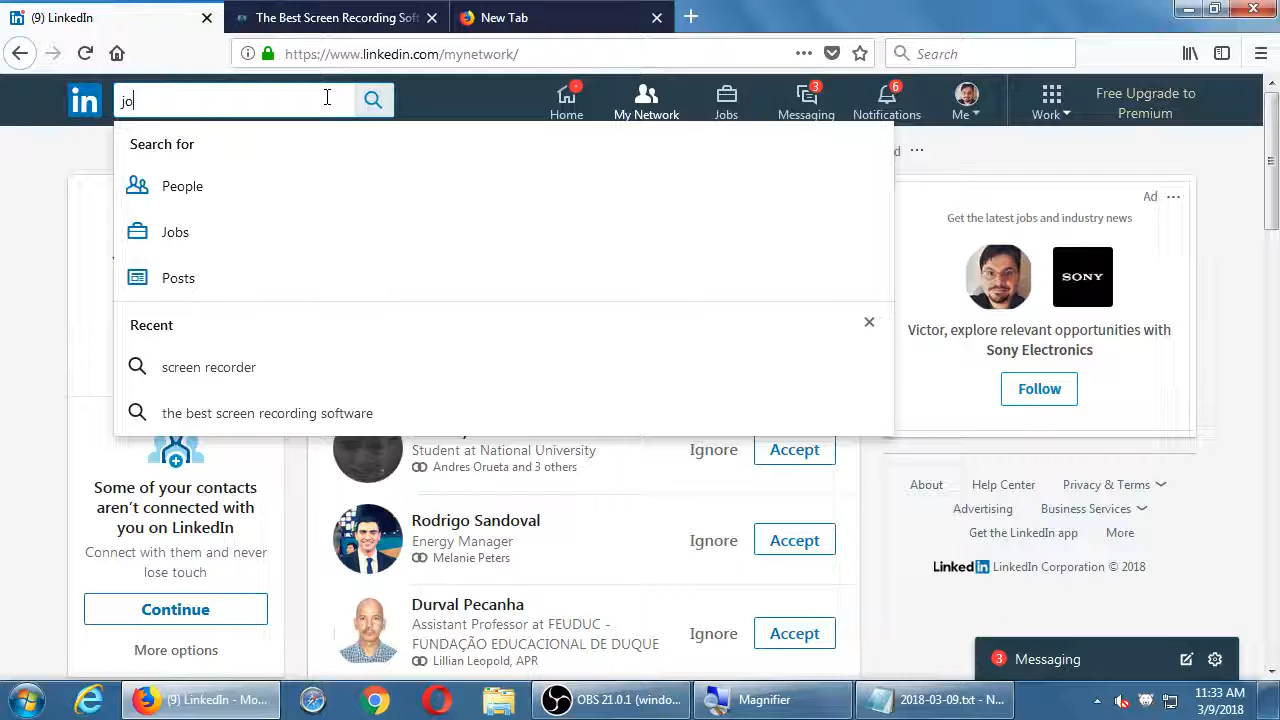 (9) LinkedIn
The Best Screen Recording Soft
New Tab
https://www.linkedin.com/mynetwork/
Search
in
jo
Home
My Network
Jobs
3
Messaging
6
Notifications
Me
Work
Free Upgrade to
Premium
Search for
People
Jobs
Posts
Recent
screen recorder
the best screen recording software
Ad
Get the latest jobs and industry news
SONY
Victor, explore relevant opportunities with
Sony Electronics
Follow
Some of your contacts
aren't connected with
you on LinkedIn
Connect with them and never
lose touch
Continue
More options
Student at National University
Andres Orueta and 3 others
Ignore
Accept
Rodrigo Sandoval
Energy Manager
Melanie Peters
Ignore
Accept
Durval Pecanha
Assistant Professor at FEUDUC -
FUNDAÇÃO EDUCACIONAL DE DUQUE
Lillian Leopold, APR
Ignore
Accept
About
Help Center
Privacy & Terms
Advertising
Business Services
Get the LinkedIn app
More
Linked in LinkedIn Corporation © 2018
3 Messaging
(9) LinkedIn - Mo...
OBS 21.0.1 (windo...
Magnifier
2018-03-09.txt - N...
11:33 AM
3/9/2018